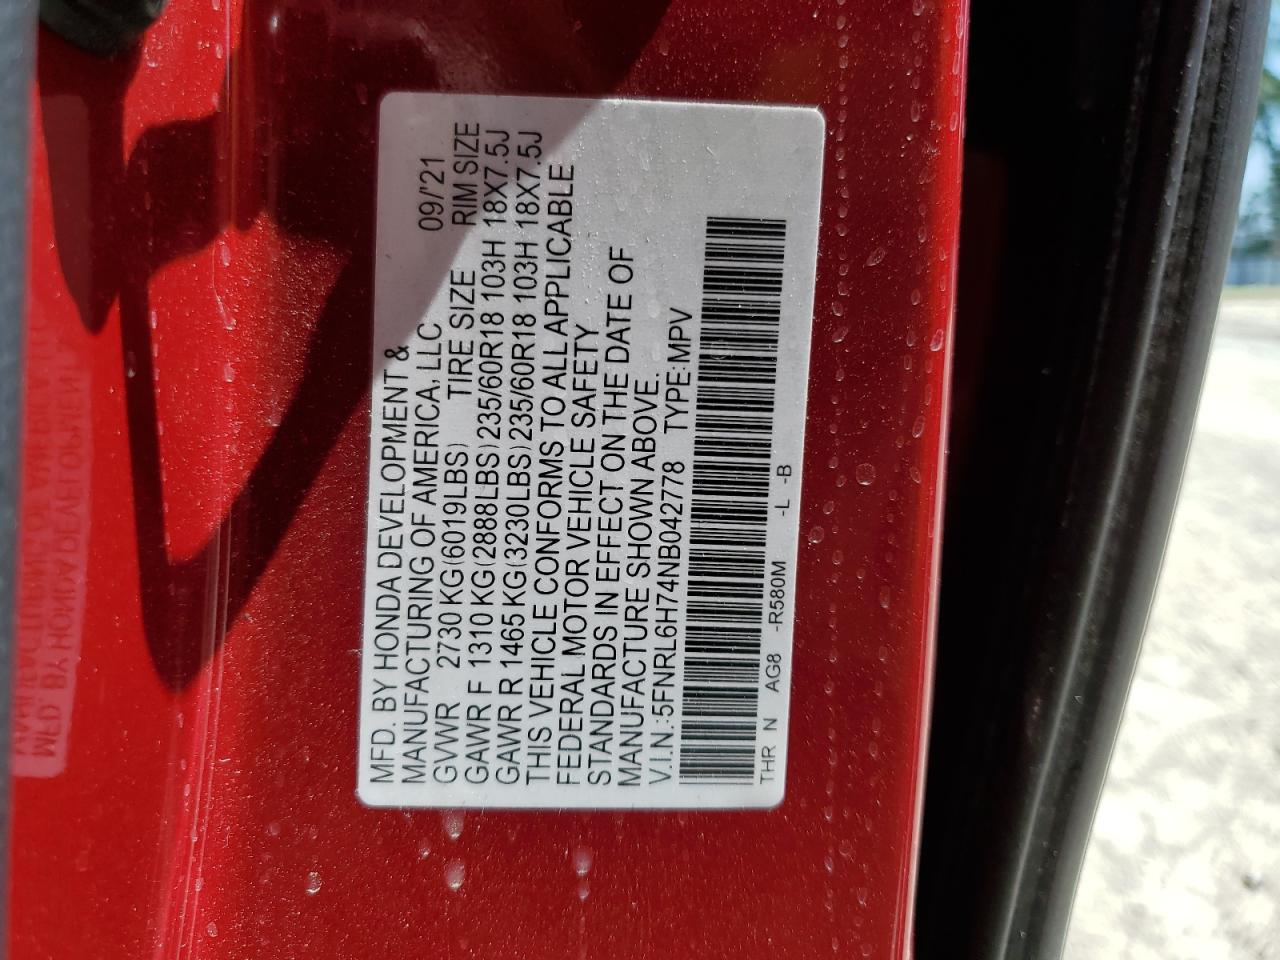 MFD. BY HONDA DEVELOPMENT &
MANUFACTURING OF AMERICA, LLC 09/'21
GVWR 2730 KG(6019LBS) TIRE SIZE RIM SIZE
GAWR F 1310 KG(2888LBS) 235/60R18 103H 18X7.5J
GAWR R 1465 KG(3230LBS) 235/60R18 103H 18X7.5J
THIS VEHICLE CONFORMS TO ALL APPLICABLE
FEDERAL MOTOR VEHICLE SAFETY
STANDARDS IN EFFECT ON THE DATE OF
MANUFACTURE SHOWN ABOVE.
V.I.N.:5FNRL6H74NB042778 TYPE:MPV
THR N AG8 -R580M -L -B